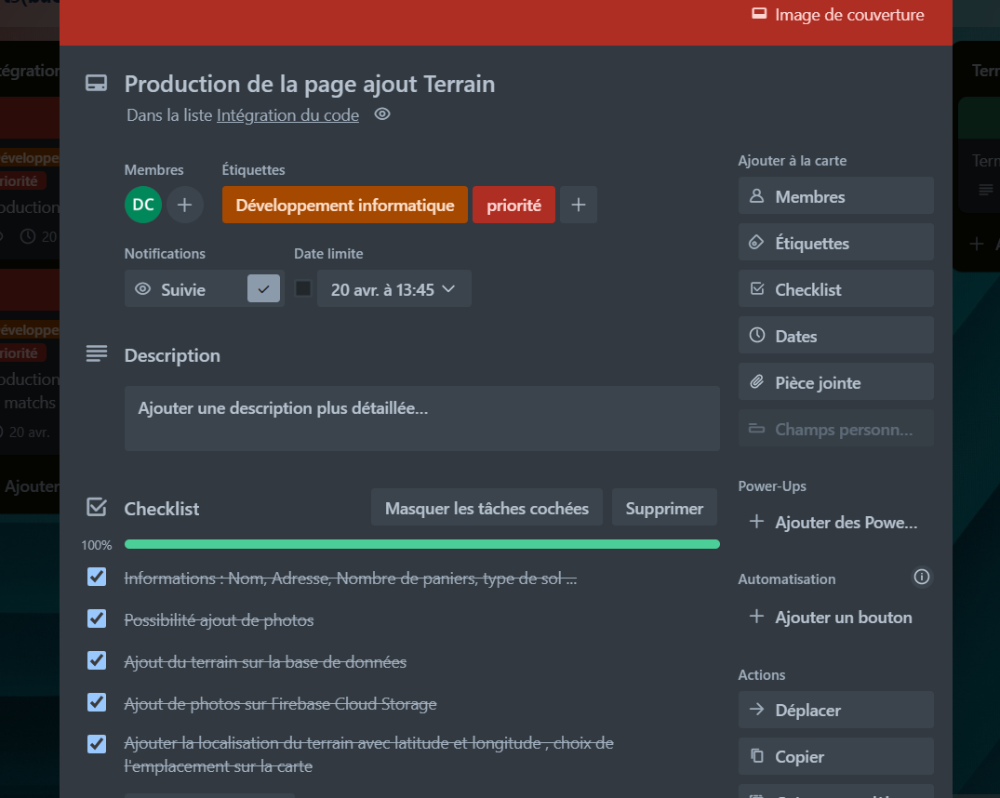 Image de couverture
Production de la page ajout Terrain
Dans la liste Intégration du code
Membres
Étiquettes
DC
Développement informatique
priorité
Notifications
Date limite
Suivie
20 avr. à 13:45
Description
Ajouter une description plus détaillée...
Checklist
Masquer les tâches cochées
Supprimer
100%
Informations : Nom, Adresse, Nombre de paniers, type de sol ...
Possibilité ajout de photos
Ajout du terrain sur la base de données
Ajout de photos sur Firebase Cloud Storage
Ajouter la localisation du terrain avec latitude et longitude , choix de
l'emplacement sur la carte
Ajouter à la carte
Membres
Étiquettes
Checklist
Dates
Pièce jointe
Champs personn...
Power-Ups
Ajouter des Powe...
Automatisation
Ajouter un bouton
Actions
Déplacer
Copier
tégration
éveloppe
riorité
oduction
20
éveloppe
riorité
oduction
matchs
20 avr.
Ajouter
Terr
Terr